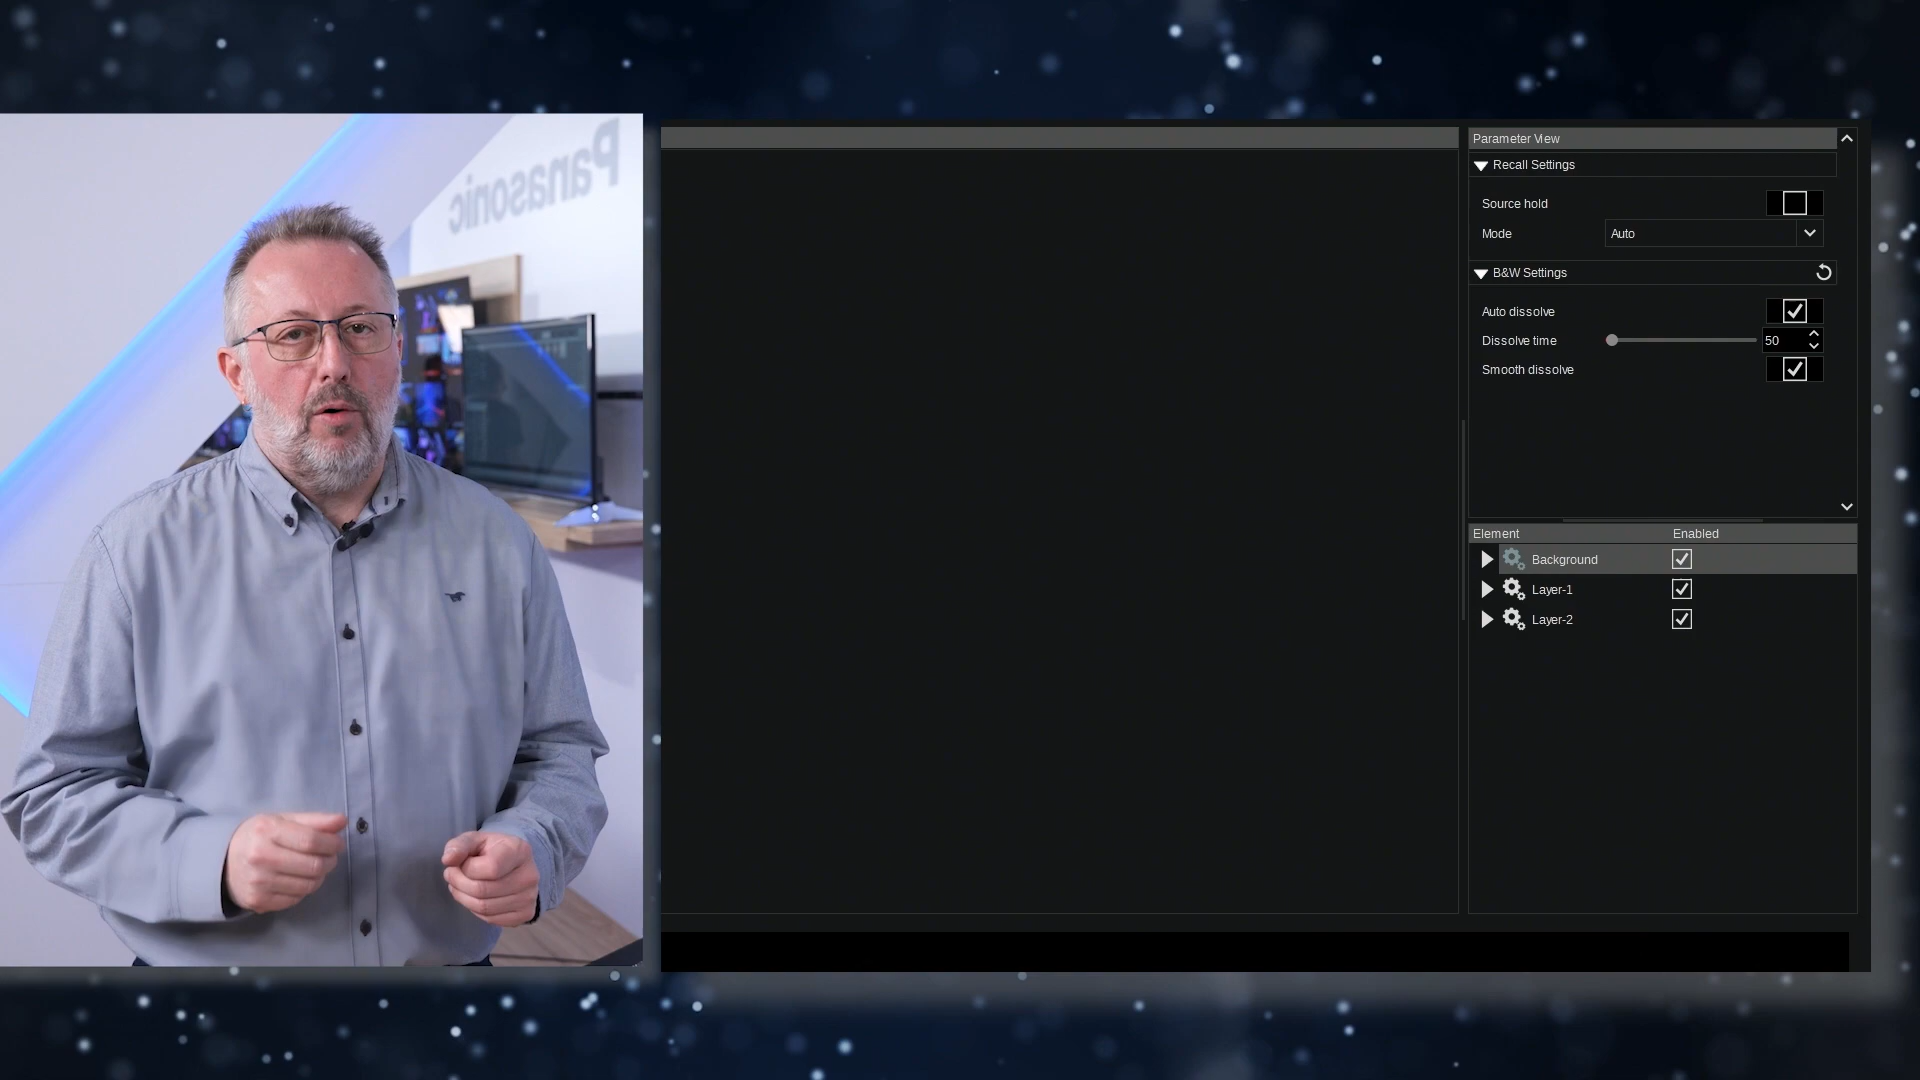 Panasonic
Parameter View
Recall Settings
Source hold
Mode Auto
B&W Settings
Auto dissolve
Dissolve time 50
Smooth dissolve
Element Enabled
Background
Layer-1
Layer-2